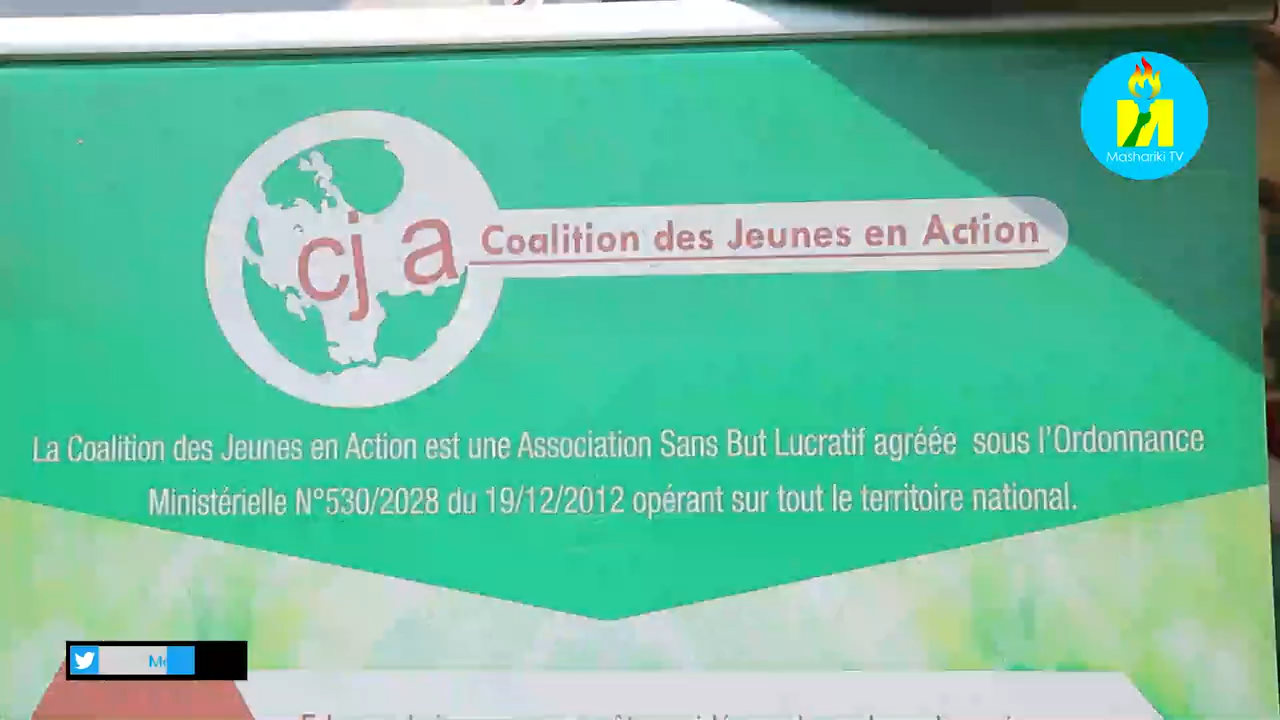 Mashariki TV
cja
Coalition des Jeunes en Action
La Coalition des Jeunes en Action est une Association Sans But Lucratif agréée sous l'Ordonnance
Ministérielle N°530/2028 du 19/12/2012 opérant sur tout le territoire national.